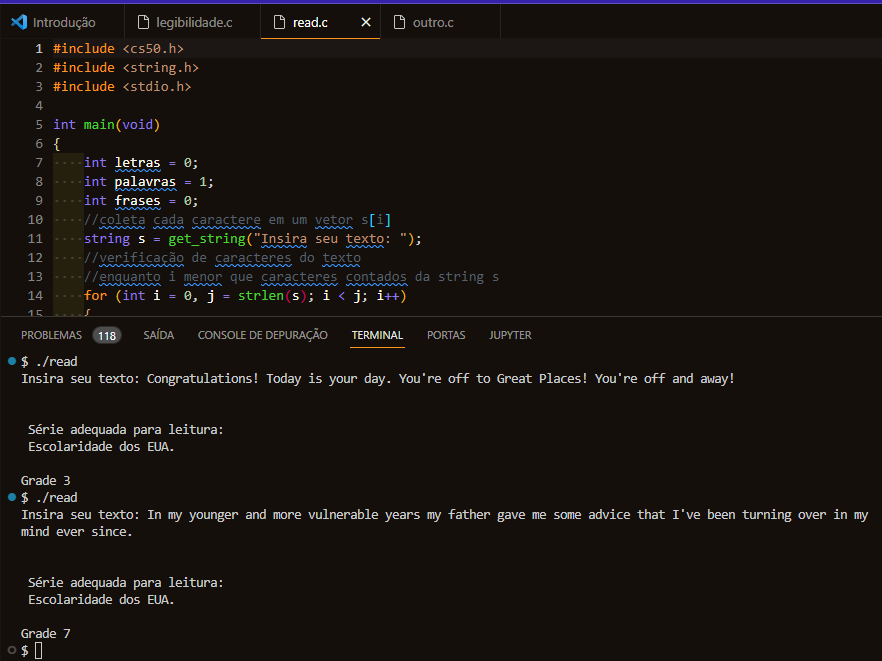 Introdução legibilidade.c read.c outro.c
1 #include <cs50.h>
2 #include <string.h>
3 #include <stdio.h>
4
5 int main(void)
6 {
7 ····int letras = 0;
8 ····int palavras = 1;
9 ····int frases = 0;
10 ····//coleta cada caractere em um vetor s[i]
11 ····string s = get_string("Insira seu texto: ");
12 ····//verificação de caracteres do texto
13 ····//enquanto i menor que caracteres contados da string s
14 ····for (int i = 0, j = strlen(s); i < j; i++)
15 ····{
PROBLEMAS 118 SAÍDA CONSOLE DE DEPURAÇÃO TERMINAL PORTAS JUPYTER
$ ./read
Insira seu texto: Congratulations! Today is your day. You're off to Great Places! You're off and away!
Série adequada para leitura:
Escolaridade dos EUA.
Grade 3
$ ./read
Insira seu texto: In my younger and more vulnerable years my father gave me some advice that I've been turning over in my
mind ever since.
Série adequada para leitura:
Escolaridade dos EUA.
Grade 7
$